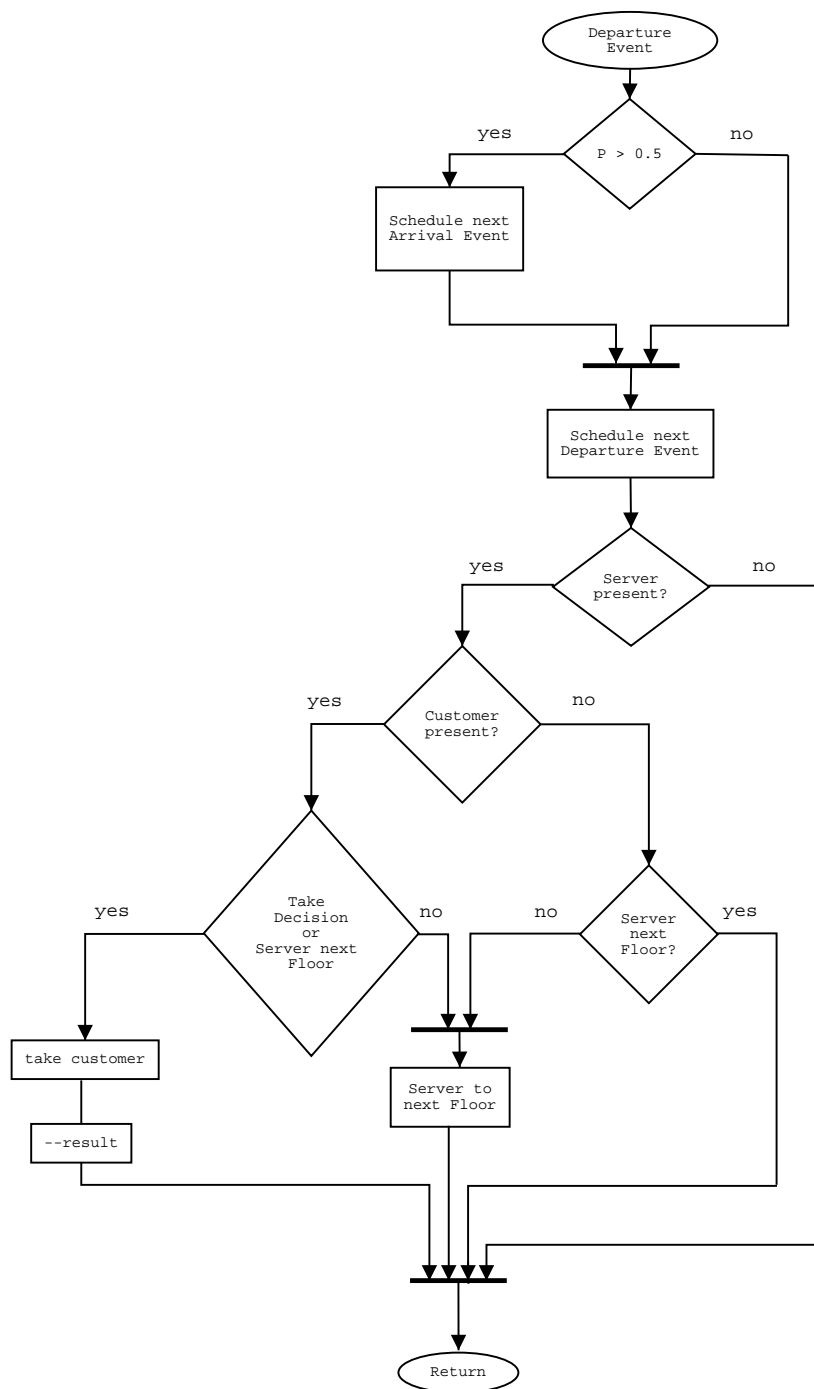 Departure
Event
yes
no
P > 0.5
Schedule next
Arrival Event
Schedule next
Departure Event
yes
no
Server
present?
yes
no
Customer
present?
yes
no
no
yes
Take
Decision
or
Server next
Floor
Server
next
Floor?
take customer
Server to
next Floor
--result
Return